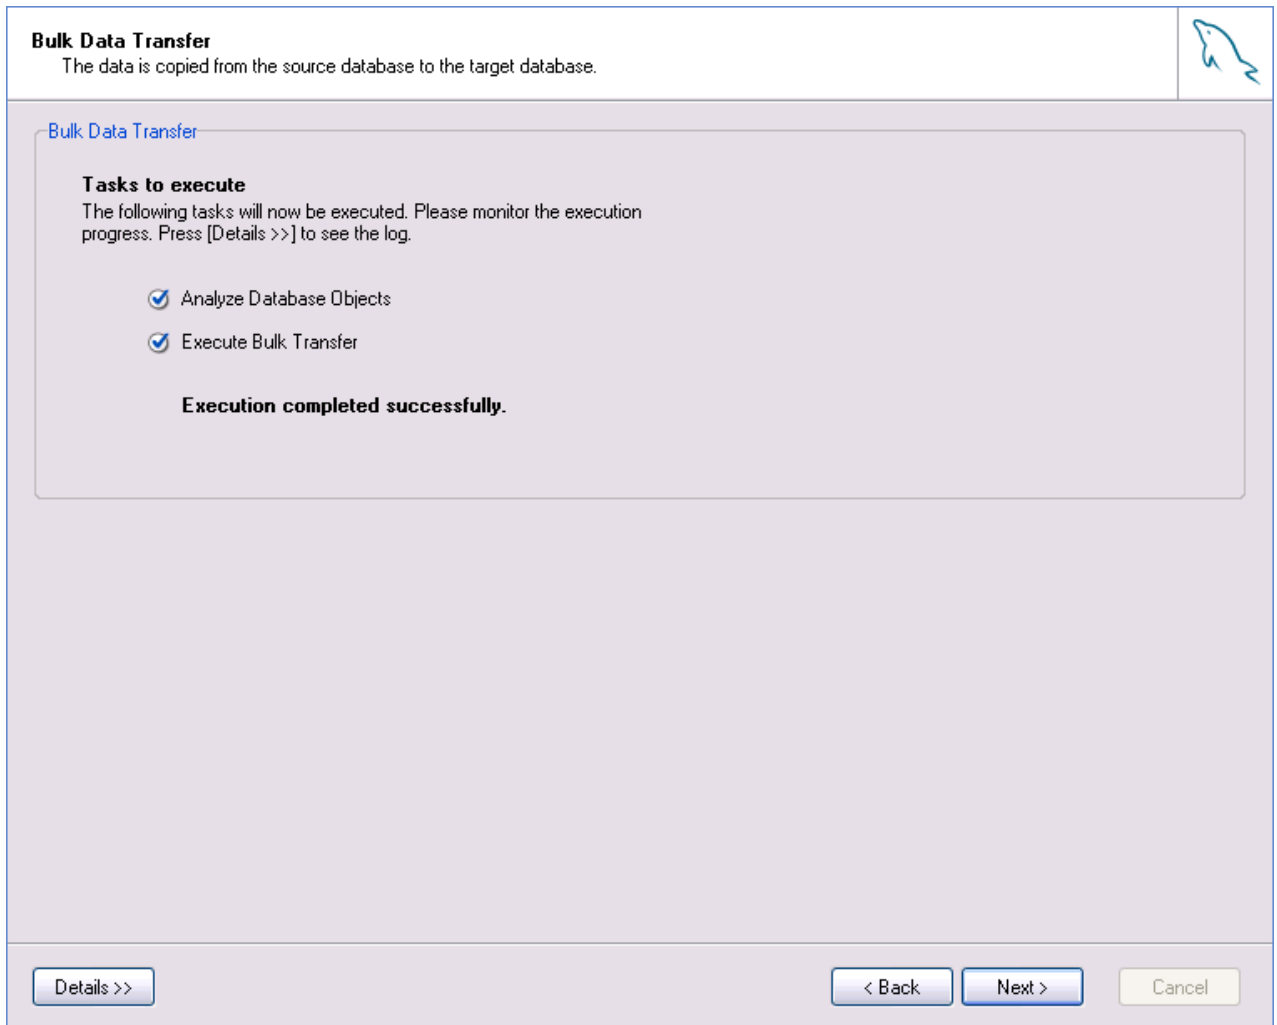 Bulk Data Transfer
The data is copied from the source database to the target database.
Bulk Data Transfer
Tasks to execute
The following tasks will now be executed. Please monitor the execution
progress. Press [Details >>] to see the log.
Analyze Database Objects
Execute Bulk Transfer
Execution completed successfully.
Details >>
< Back
Next >
Cancel